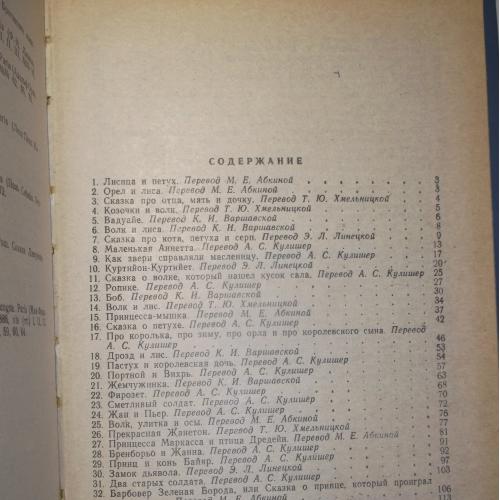 СОДЕРЖАНИЕ
1. Лисица и петух. Перевод М. Е. Абкиной 3
2. Орел и лиса. Перевод М. Е. Абкиной 3
3. Сказка про отца, мать и дочку. Перевод Т. Ю. Хмельницкой 4
4. Козочки и волк. Перевод Т. Ю. Хмельницкой 4
5. Вадуайе. Перевод К. И. Варшавской 5
6. Волк и лиса. Перевод К. И. Варшавской 6
7. Сказка про кота, петуха и серп. Перевод Э. Л. Линецкой 9
8. Маленькая Аннетта. Перевод А. С. Кулишер 13
9. Как звери справляли масленицу. Перевод А. С. Кулишер 15
10. Куртийон-Куртийет. Перевод Э. Л. Линецкой 17
11. Сказка о волке, который нашел кусок сала. Перевод А. С. Кулишер 25
12. Ропике. Перевод А. С. Кулишер 27
13. Боб. Перевод К. И. Варшавской 30
14. Волк и лис. Перевод К. И. Варшавской 34
15. Принцесса-мышка. Перевод М. Е. Абкиной 37
16. Сказка о петухе. Перевод К. И. Варшавской 42
17. Про королька, про зиму, про орла и про королевского сына. Перевод
А. С. Кулишер 46
18. Дрозд и лис. Перевод К. И. Варшавской 53
19. Пастух и королевская дочь. Перевод А. С. Кулишер 54
20. Портной и Вихрь. Перевод А. С. Кулишер 57
21. Жемчужинка. Перевод К. И. Варшавской 63
22. Фирозет. Перевод А. С. Кулишер 68
23. Сметливый солдат. Перевод А. С. Кулишер 70
24. Жан и Пьер. Перевод А. С. Кулишер 72
25. Волк, улитка и осы. Перевод М. Е. Абкиной 76
26. Прекрасная Жанетон. Перевод Т. Ю. Хмельницкой 77
27. Принцесса Маркасса и птица Дредейн. Перевод М. Е. Абкиной 81
28. Бренборьо и Жанна. Перевод А. С. Кулишер 91
29. Принц и конь Байяр. Перевод А. С. Кулишер 92
30. Замок дьявола. Перевод Э. Л. Линецкой 97
31. Два старых солдата. Перевод А. С. Кулишер 103
32. Барбовер Зеленая Борода, или Сказка о принце, который проиграл 106